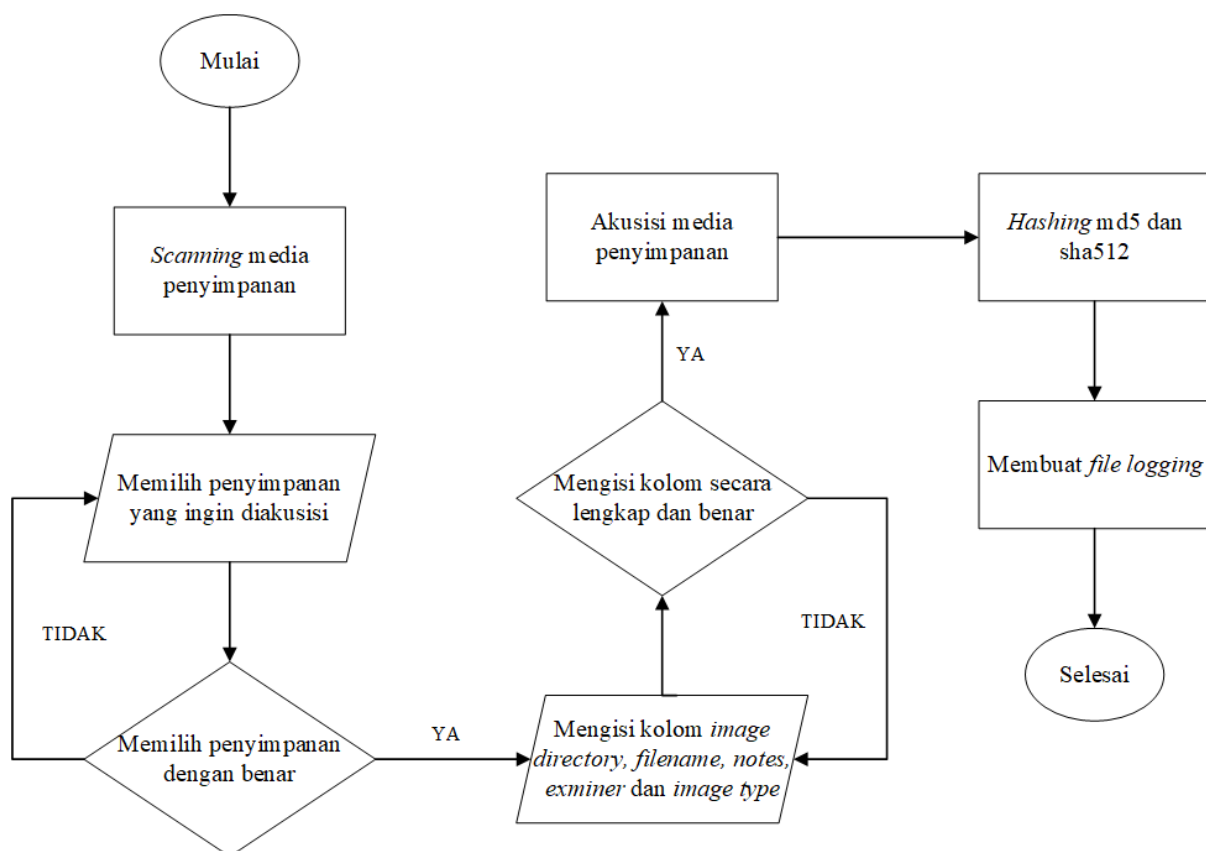 Mulai
Scanning media
penyimpanan
Memilih penyimpanan
yang ingin diakusisi
TIDAK
Memilih penyimpanan
dengan benar
YA
Mengisi kolom image
directory, filename, notes,
exminer dan image type
TIDAK
Mengisi kolom secara
lengkap dan benar
YA
Akusisi media
penyimpanan
Hashing md5 dan
sha512
Membuat file logging
Selesai